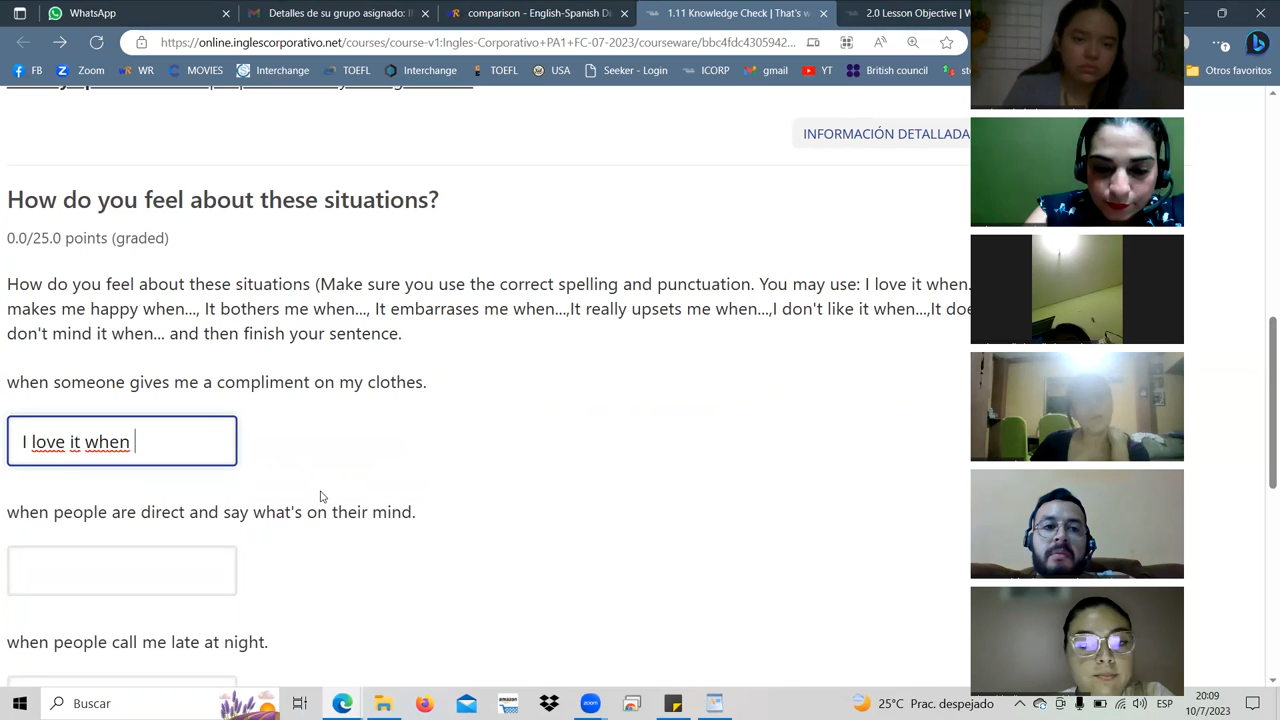 WhatsApp
Detalles de su grupo asignado: II
comparison - English-Spanish D
1.11 Knowledge Check | That's w
2.0 Lesson Objective | W
https://online.inglescorporativo.net/courses/course-v1:Ingles-Corporativo+PA1+FC-07-2023/courseware/bbc4fdc4305942...
FB
Zoom
WR
MOVIES
Interchange
TOEFL
Interchange
TOEFL
USA
Seeker - Login
ICORP
gmail
YT
British council
Otros favoritos
INFORMACIÓN DETALLADA
How do you feel about these situations?
0.0/25.0 points (graded)
How do you feel about these situations (Make sure you use the correct spelling and punctuation. You may use: I love it when.
makes me happy when..., It bothers me when..., It embarrases me when...,It really upsets me when...,I don't like it when...,It doe
don't mind it when... and then finish your sentence.
when someone gives me a compliment on my clothes.
I love it when
when people are direct and say what's on their mind.
when people call me late at night.
Buscar
amazon
zoom
25°C Prac. despejado
ESP
20:09
10/7/2023